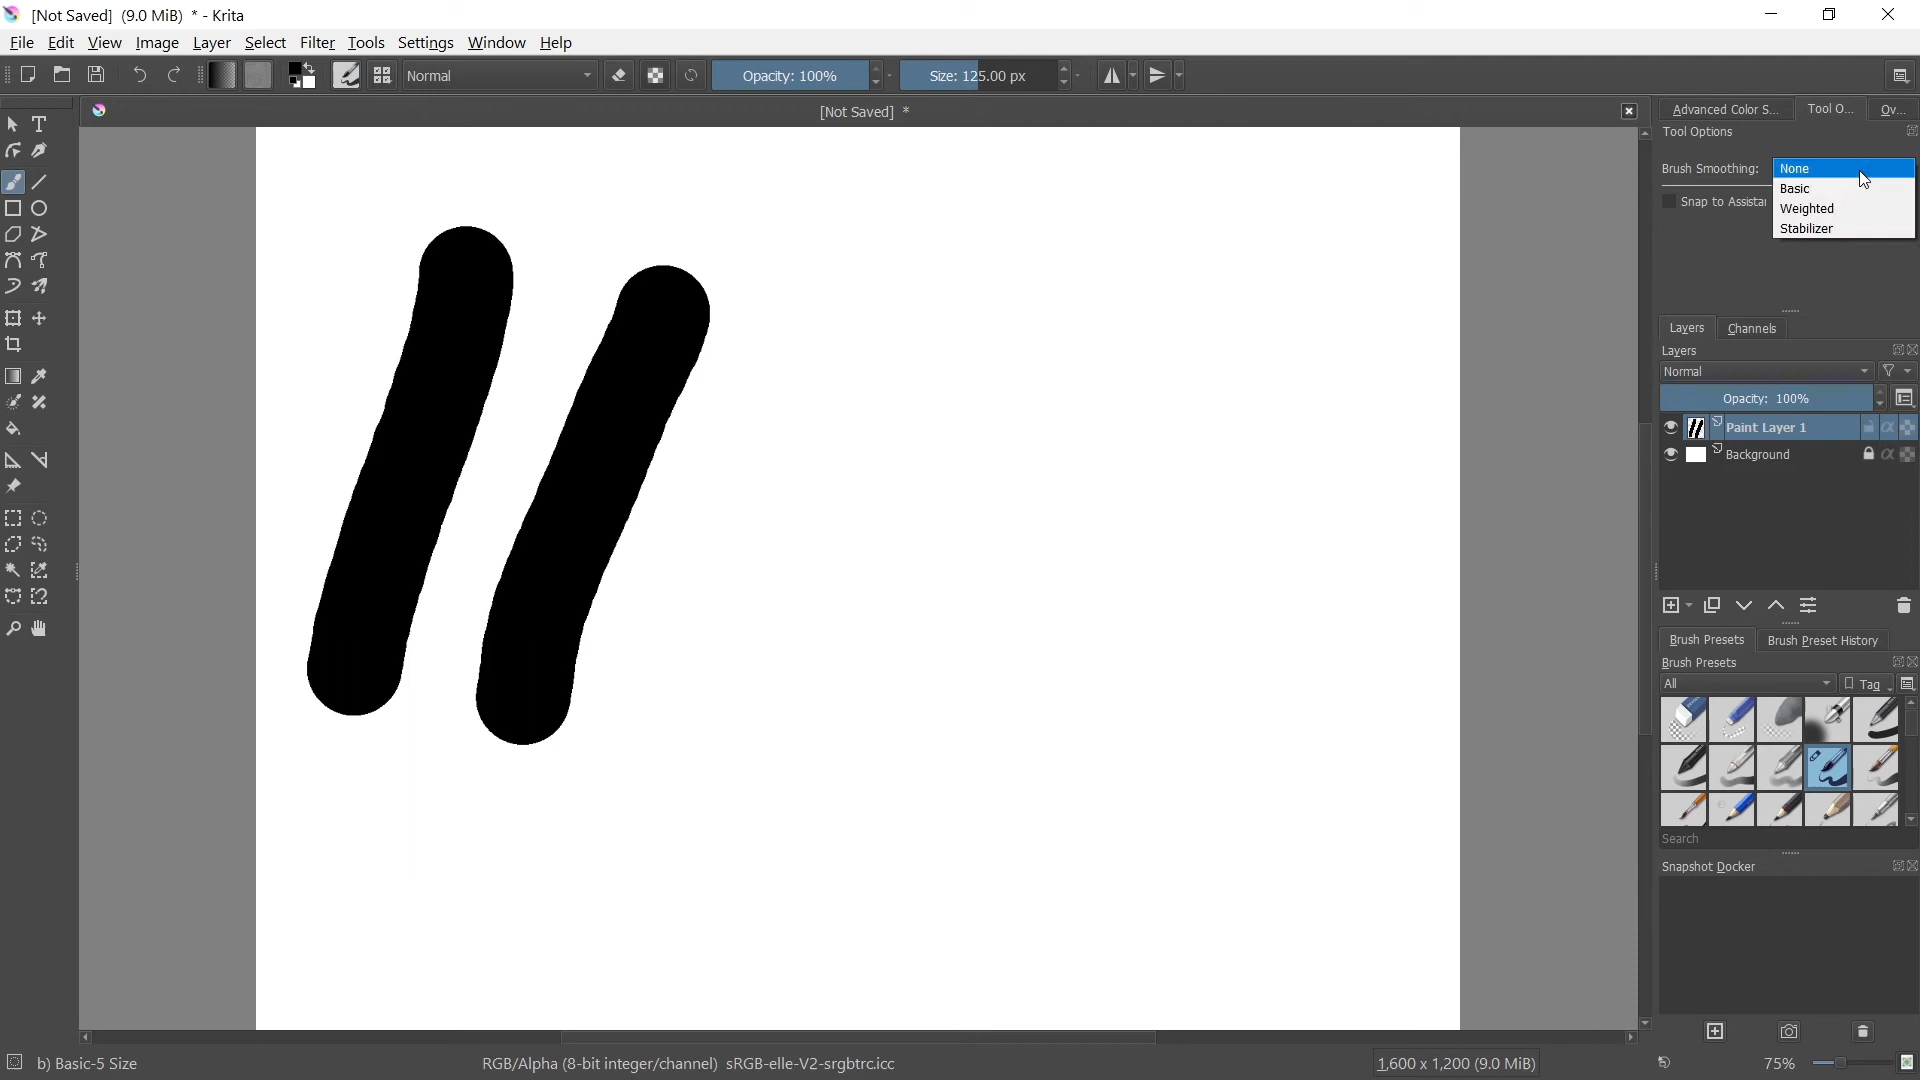 [Not Saved] (9.0 MiB) * - Krita
File Edit View Image Layer Select Filter Tools Settings Window Help
Normal Opacity: 100% Size: 125.00 px
[Not Saved] *
Advanced Color S... Tool O... Ov...
Tool Options
Brush Smoothing: None
Basic
Snap to Assistan
Weighted
Stabilizer
Layers Channels
Layers
Normal
Opacity: 100%
Paint Layer 1
Background
Brush Presets Brush Preset History
Brush Presets
All Tag
Search
Snapshot Docker
b) Basic-5 Size RGB/Alpha (8-bit integer/channel) sRGB-elle-V2-srgbtrc.icc 1,600 x 1,200 (9.0 MiB) 75%